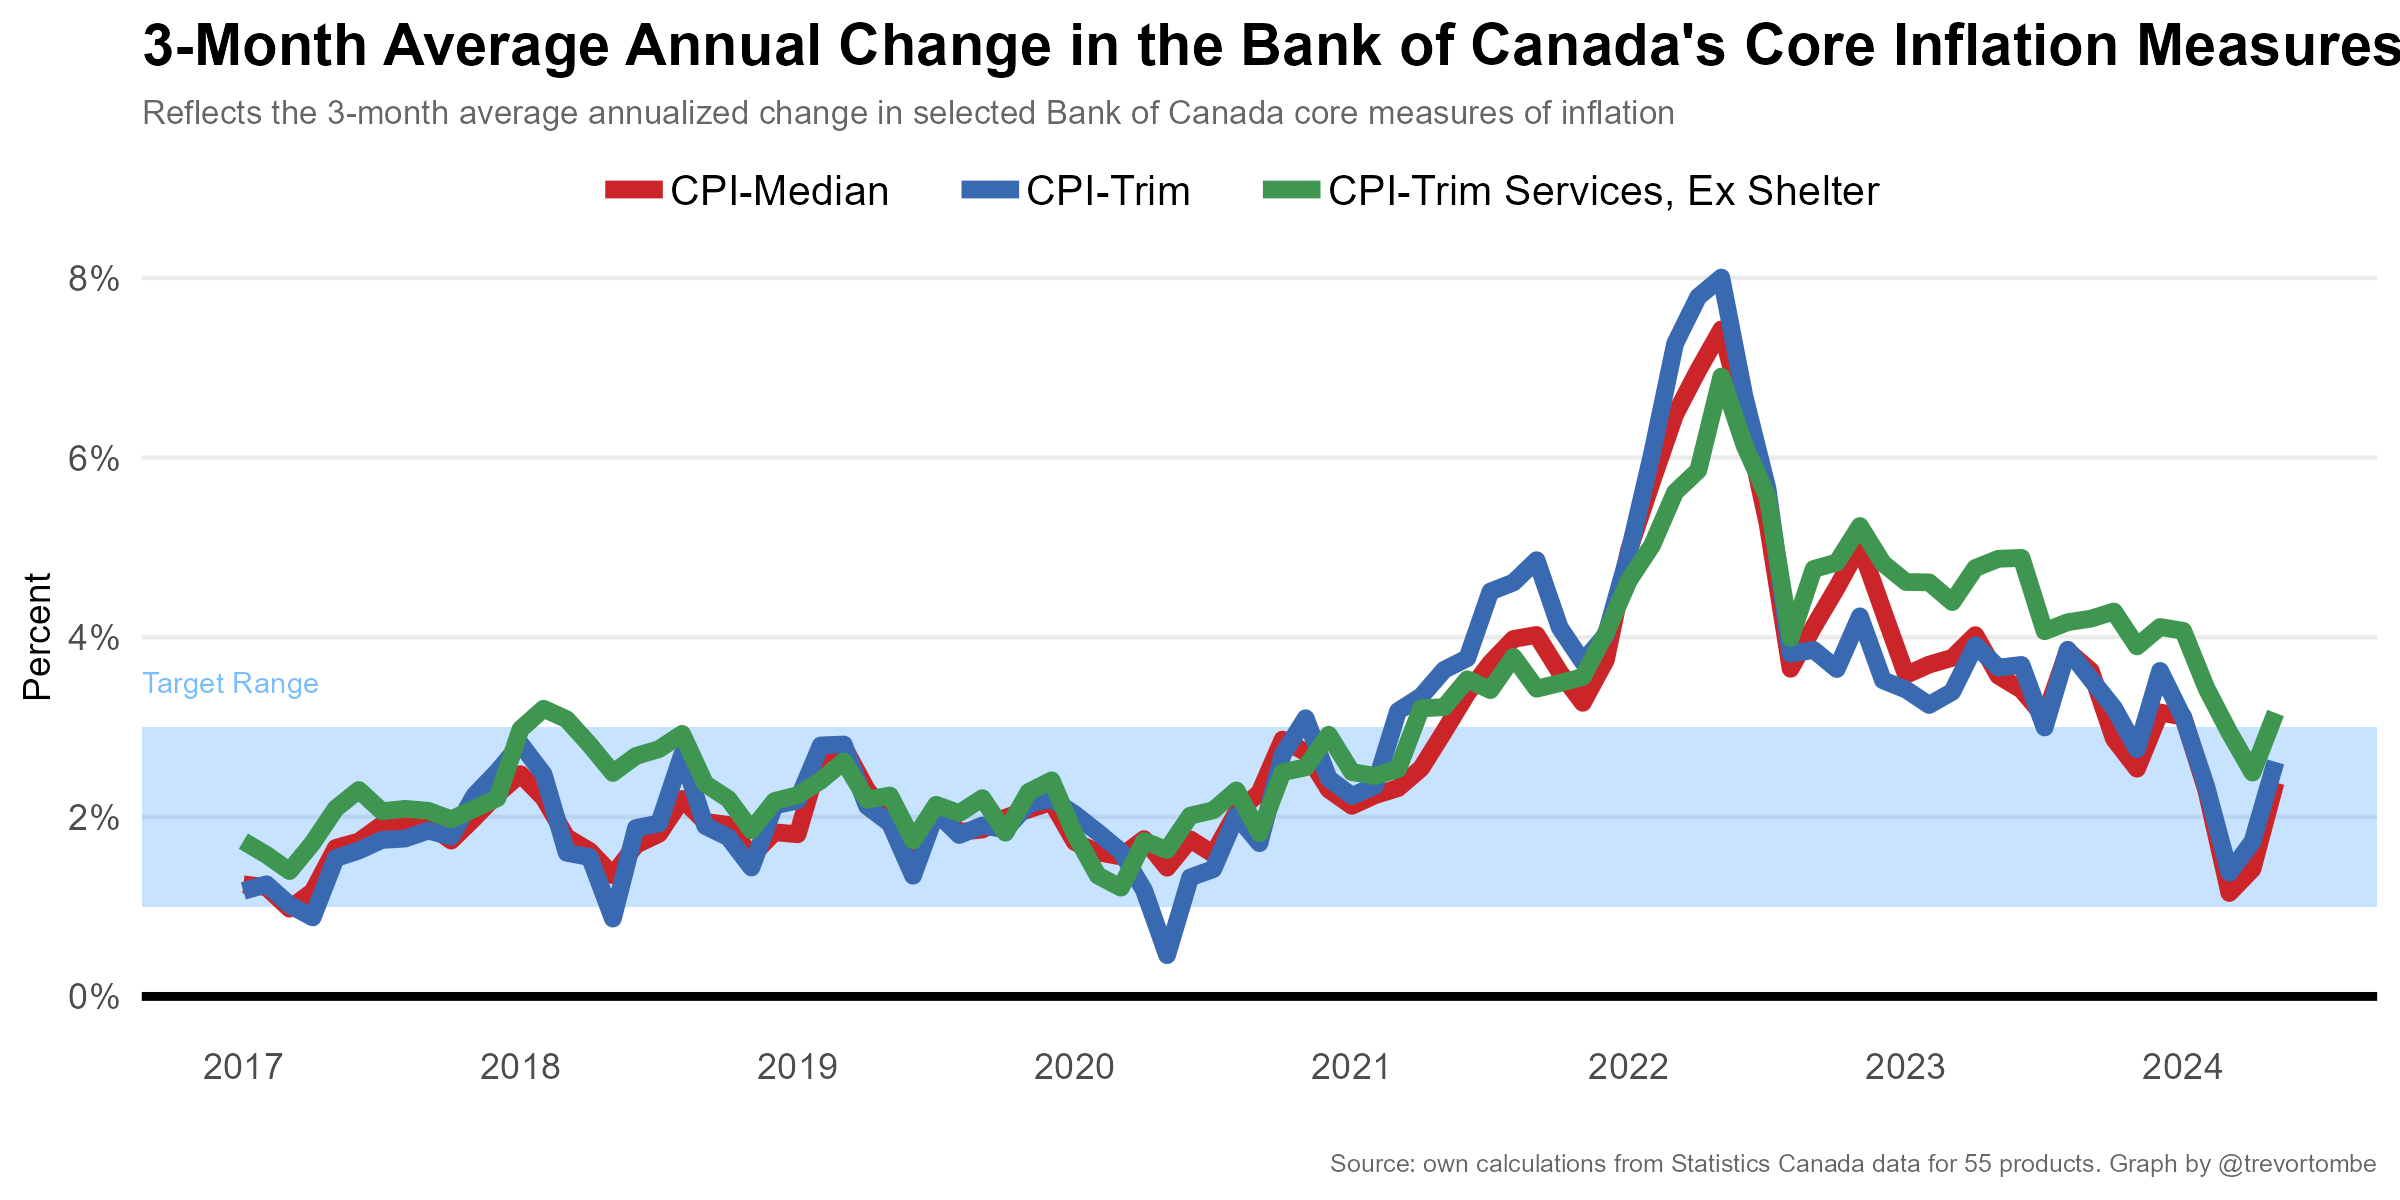 3-Month Average Annual Change in the Bank of Canada's Core Inflation Measures
Reflects the 3-month average annualized change in selected Bank of Canada core measures of inflation
CPI-Median CPI-Trim CPI-Trim Services, Ex Shelter
8%
6%
4%
Target Range
2%
0%
Percent
2017 2018 2019 2020 2021 2022 2023 2024
Source: own calculations from Statistics Canada data for 55 products. Graph by @trevortombe